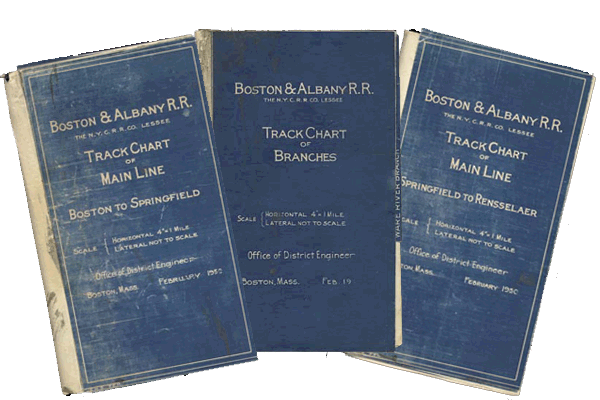 BOSTON & ALBANY R.R.
THE N.Y.C.R.R. CO. LESSEE
TRACK CHART
OF
MAIN LINE
BOSTON TO SPRINGFIELD
SCALE { HORIZONTAL 4"=1 MILE
LATERAL NOT TO SCALE
Office of District Engineer
BOSTON, MASS.
BOSTON & ALBANY R.R.
THE N.Y.C.R.R. CO. LESSEE
TRACK CHART
OF
BRANCHES
SCALE { HORIZONTAL 4"=1 MILE
LATERAL NOT TO SCALE
Office of District Engineer
BOSTON, MASS. FEB. 19
WARE RIVER BRANCH
BOSTON & ALBANY R.R.
THE N.Y.C.R.R. CO. LESSEE
TRACK CHART
OF
MAIN LINE
SPRINGFIELD TO RENSSELAER
SCALE { HORIZONTAL 4"=1 MILE
LATERAL NOT TO SCALE
Office of District Engineer
BOSTON, MASS. FEBRUARY